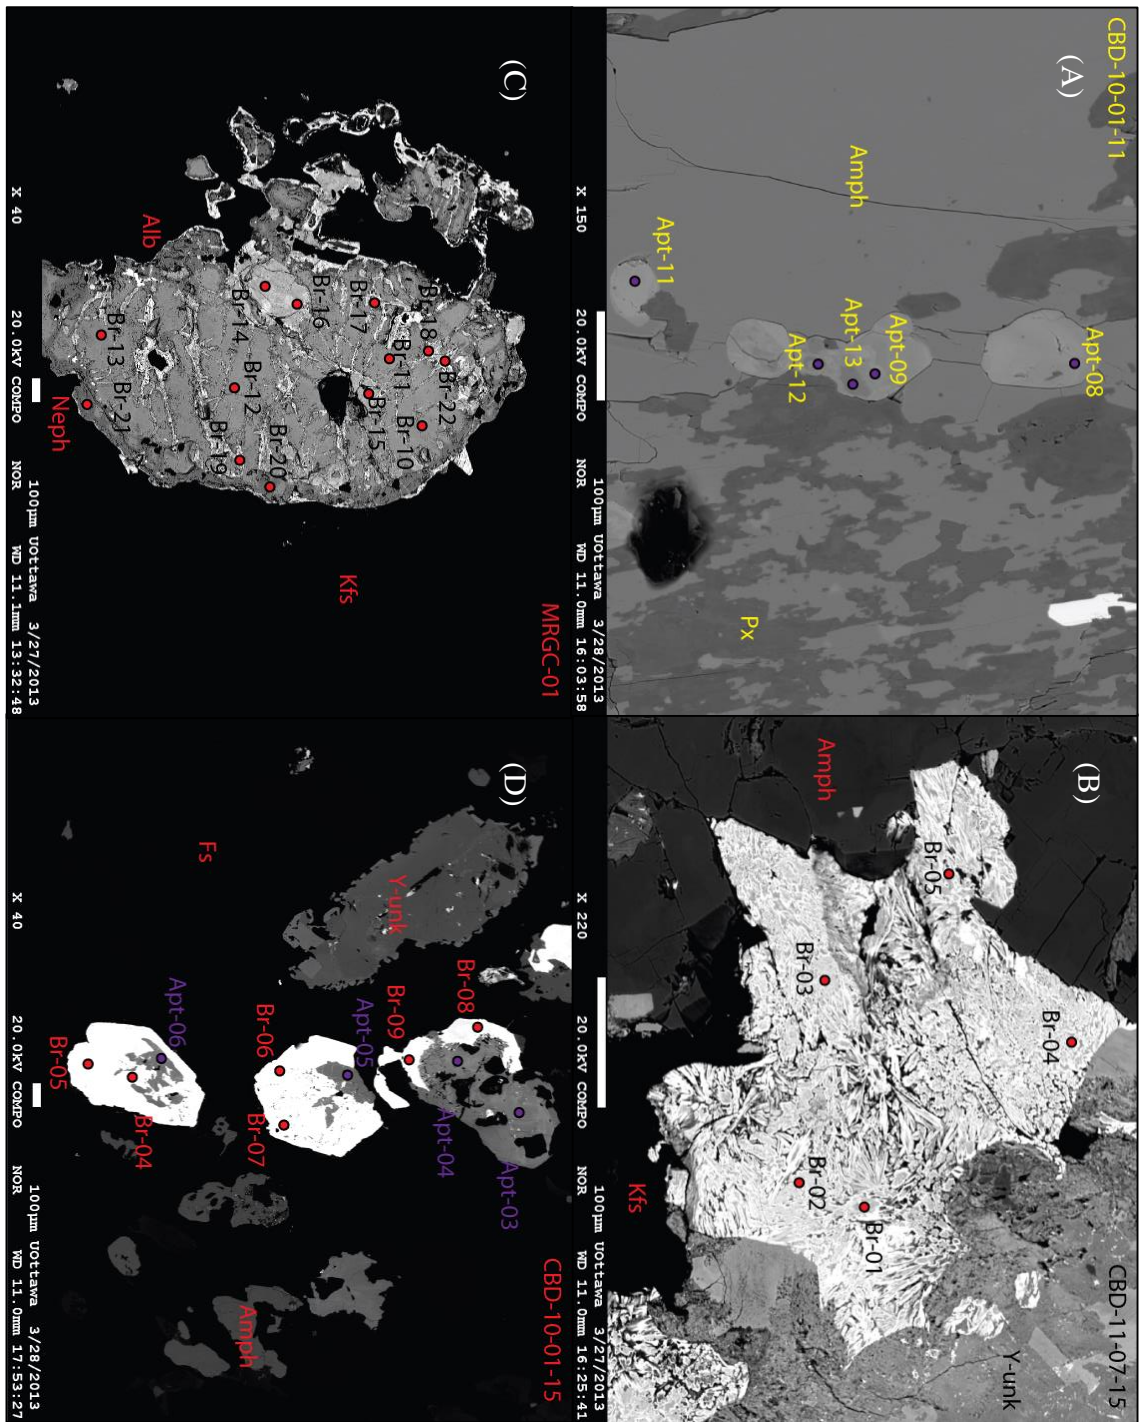 CBD-10-01-11
(A)
Amph
Apt-11
Apt-08
Apt-09
Apt-13
Apt-12
Px
X 150 20.0kV COMPO NOR 100µm UOttawa 3/28/2013
WD 11.0mm 16:03:58
(B)
CBD-11-07-15
Amph
Br-05
Br-03
Br-04
Br-02
Br-01
Kfs
Y-unk
X 220 20.0kV COMPO NOR 100µm UOttawa 3/27/2013
WD 11.0mm 16:25:41
(C)
MRGC-01
Alb
Br-16
Br-14
Br-17
Br-18
Br-11
Br-22
Br-13
Br-12
Br-15
Br-10
Br-21
Br-19
Br-20
Neph
Kfs
X 40 20.0kV COMPO NOR 100µm UOttawa 3/27/2013
WD 11.1mm 13:32:48
(D)
CBD-10-01-15
Fs
Y-unk
Br-08
Br-09
Apt-05
Apt-06
Br-06
Br-05
Apt-04
Apt-03
Br-07
Br-04
Amph
X 40 20.0kV COMPO NOR 100µm UOttawa 3/28/2013
WD 11.0mm 17:53:27